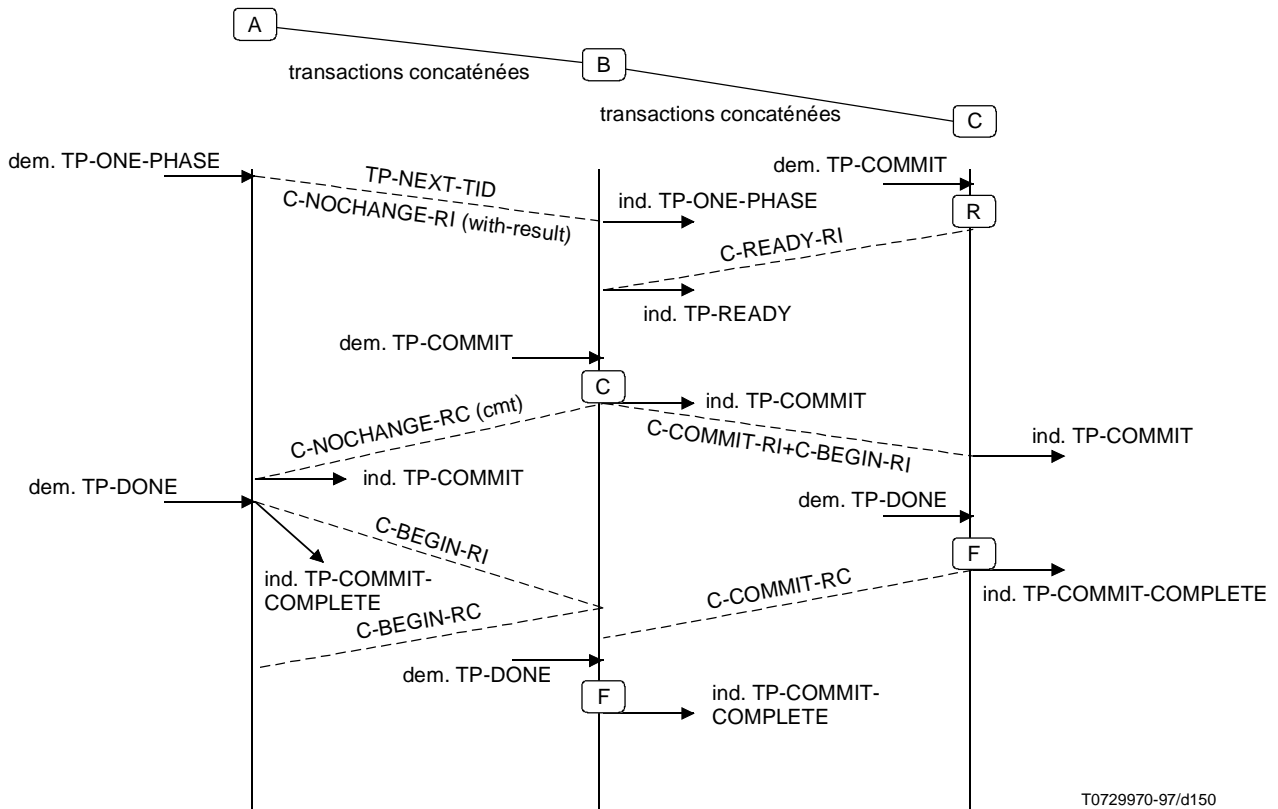 A
transactions concaténées
B
transactions concaténées
C
dem. TP-ONE-PHASE
dem. TP-COMMIT
TP-NEXT-TID
C-NOCHANGE-RI (with-result)
ind. TP-ONE-PHASE
R
C-READY-RI
ind. TP-READY
dem. TP-COMMIT
C
ind. TP-COMMIT
C-NOCHANGE-RC (cmt)
C-COMMIT-RI+C-BEGIN-RI
ind. TP-COMMIT
ind. TP-COMMIT
dem. TP-DONE
dem. TP-DONE
C-BEGIN-RI
F
ind. TP-COMMIT-
COMPLETE
C-COMMIT-RC
ind. TP-COMMIT-COMPLETE
C-BEGIN-RC
dem. TP-DONE
F
ind. TP-COMMIT-
COMPLETE
T0729970-97/d150